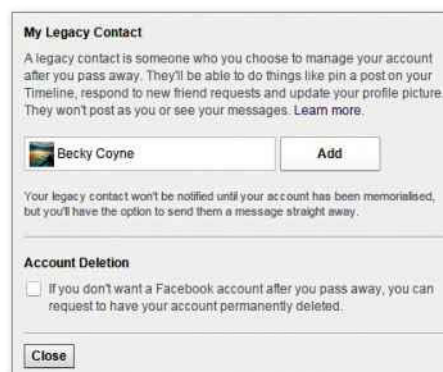 My Legacy Contact
A legacy contact is someone who you choose to manage your account
after you pass away. They'll be able to do things like pin a post on your
Timeline, respond to new friend requests and update your profile picture.
They won't post as you or see your messages. Learn more.
Becky Coyne
Add
Your legacy contact won't be notified until your account has been memorialised,
but you'll have the option to send them a message straight away.
Account Deletion
If you don't want a Facebook account after you pass away, you can
request to have your account permanently deleted.
Close